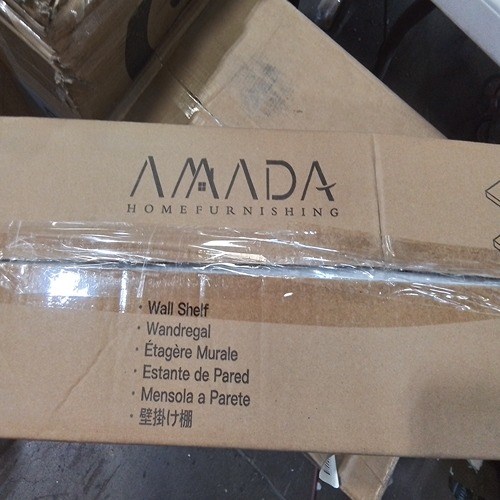 AMADA
HOMEFURNISHING
· Wall Shelf
· Wandregal
· Étagère Murale
· Estante de Pared
· Mensola a Parete
· 壁掛け棚